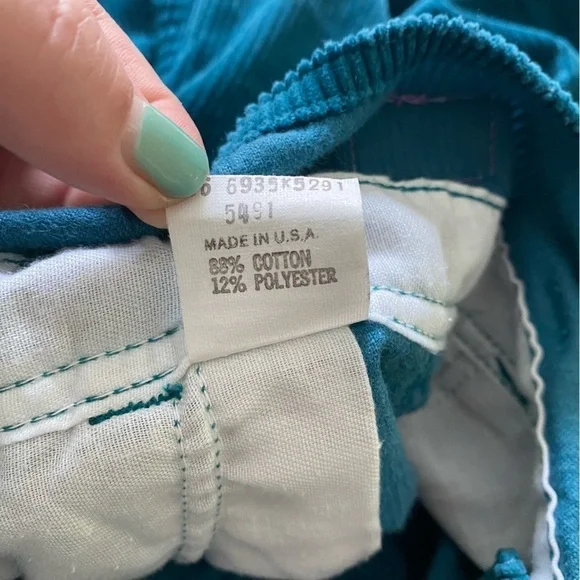 6 6935K5291
5491
MADE IN U.S.A.
88% COTTON
12% POLYESTER